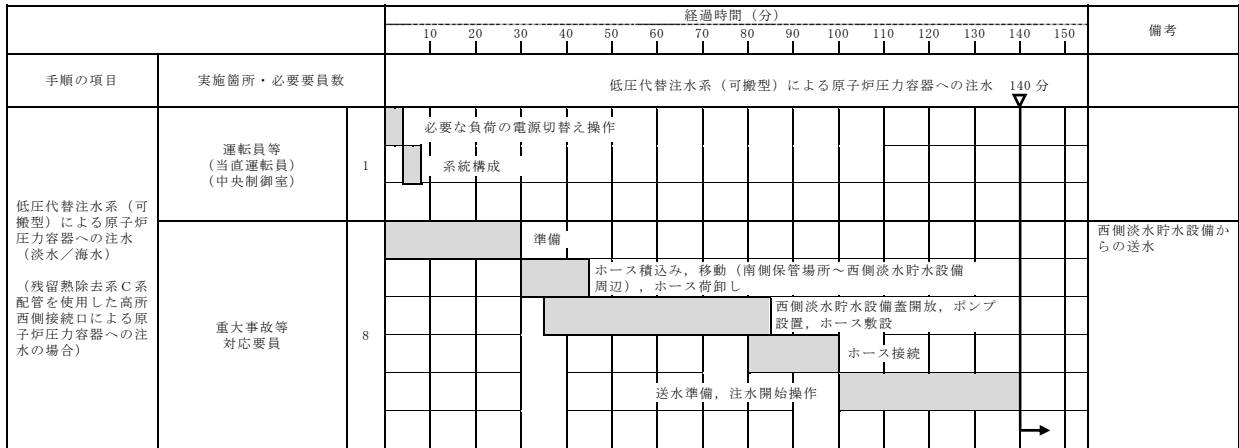 経過時間（分）
備考
10 20 30 40 50 60 70 80 90 100 110 120 130 140 150
手順の項目
実施箇所・必要要員数
低圧代替注水系（可搬型）による原子炉圧力容器への注水 140分
低圧代替注水系（可
搬型）による原子炉
圧力容器への注水
（淡水／海水）
（残留熱除去系Ｃ系
配管を使用した高所
西側接続口による原
子炉圧力容器への注
水の場合）
運転員等
（当直運転員）
（中央制御室）
1
必要な負荷の電源切替え操作
系統構成
重大事故等
対応要員
8
準備
ホース積込み，移動（南側保管場所～西側淡水貯水設備
周辺），ホース荷卸し
西側淡水貯水設備蓋開放，ポンプ
設置，ホース敷設
ホース接続
送水準備，注水開始操作
西側淡水貯水設備か
らの送水